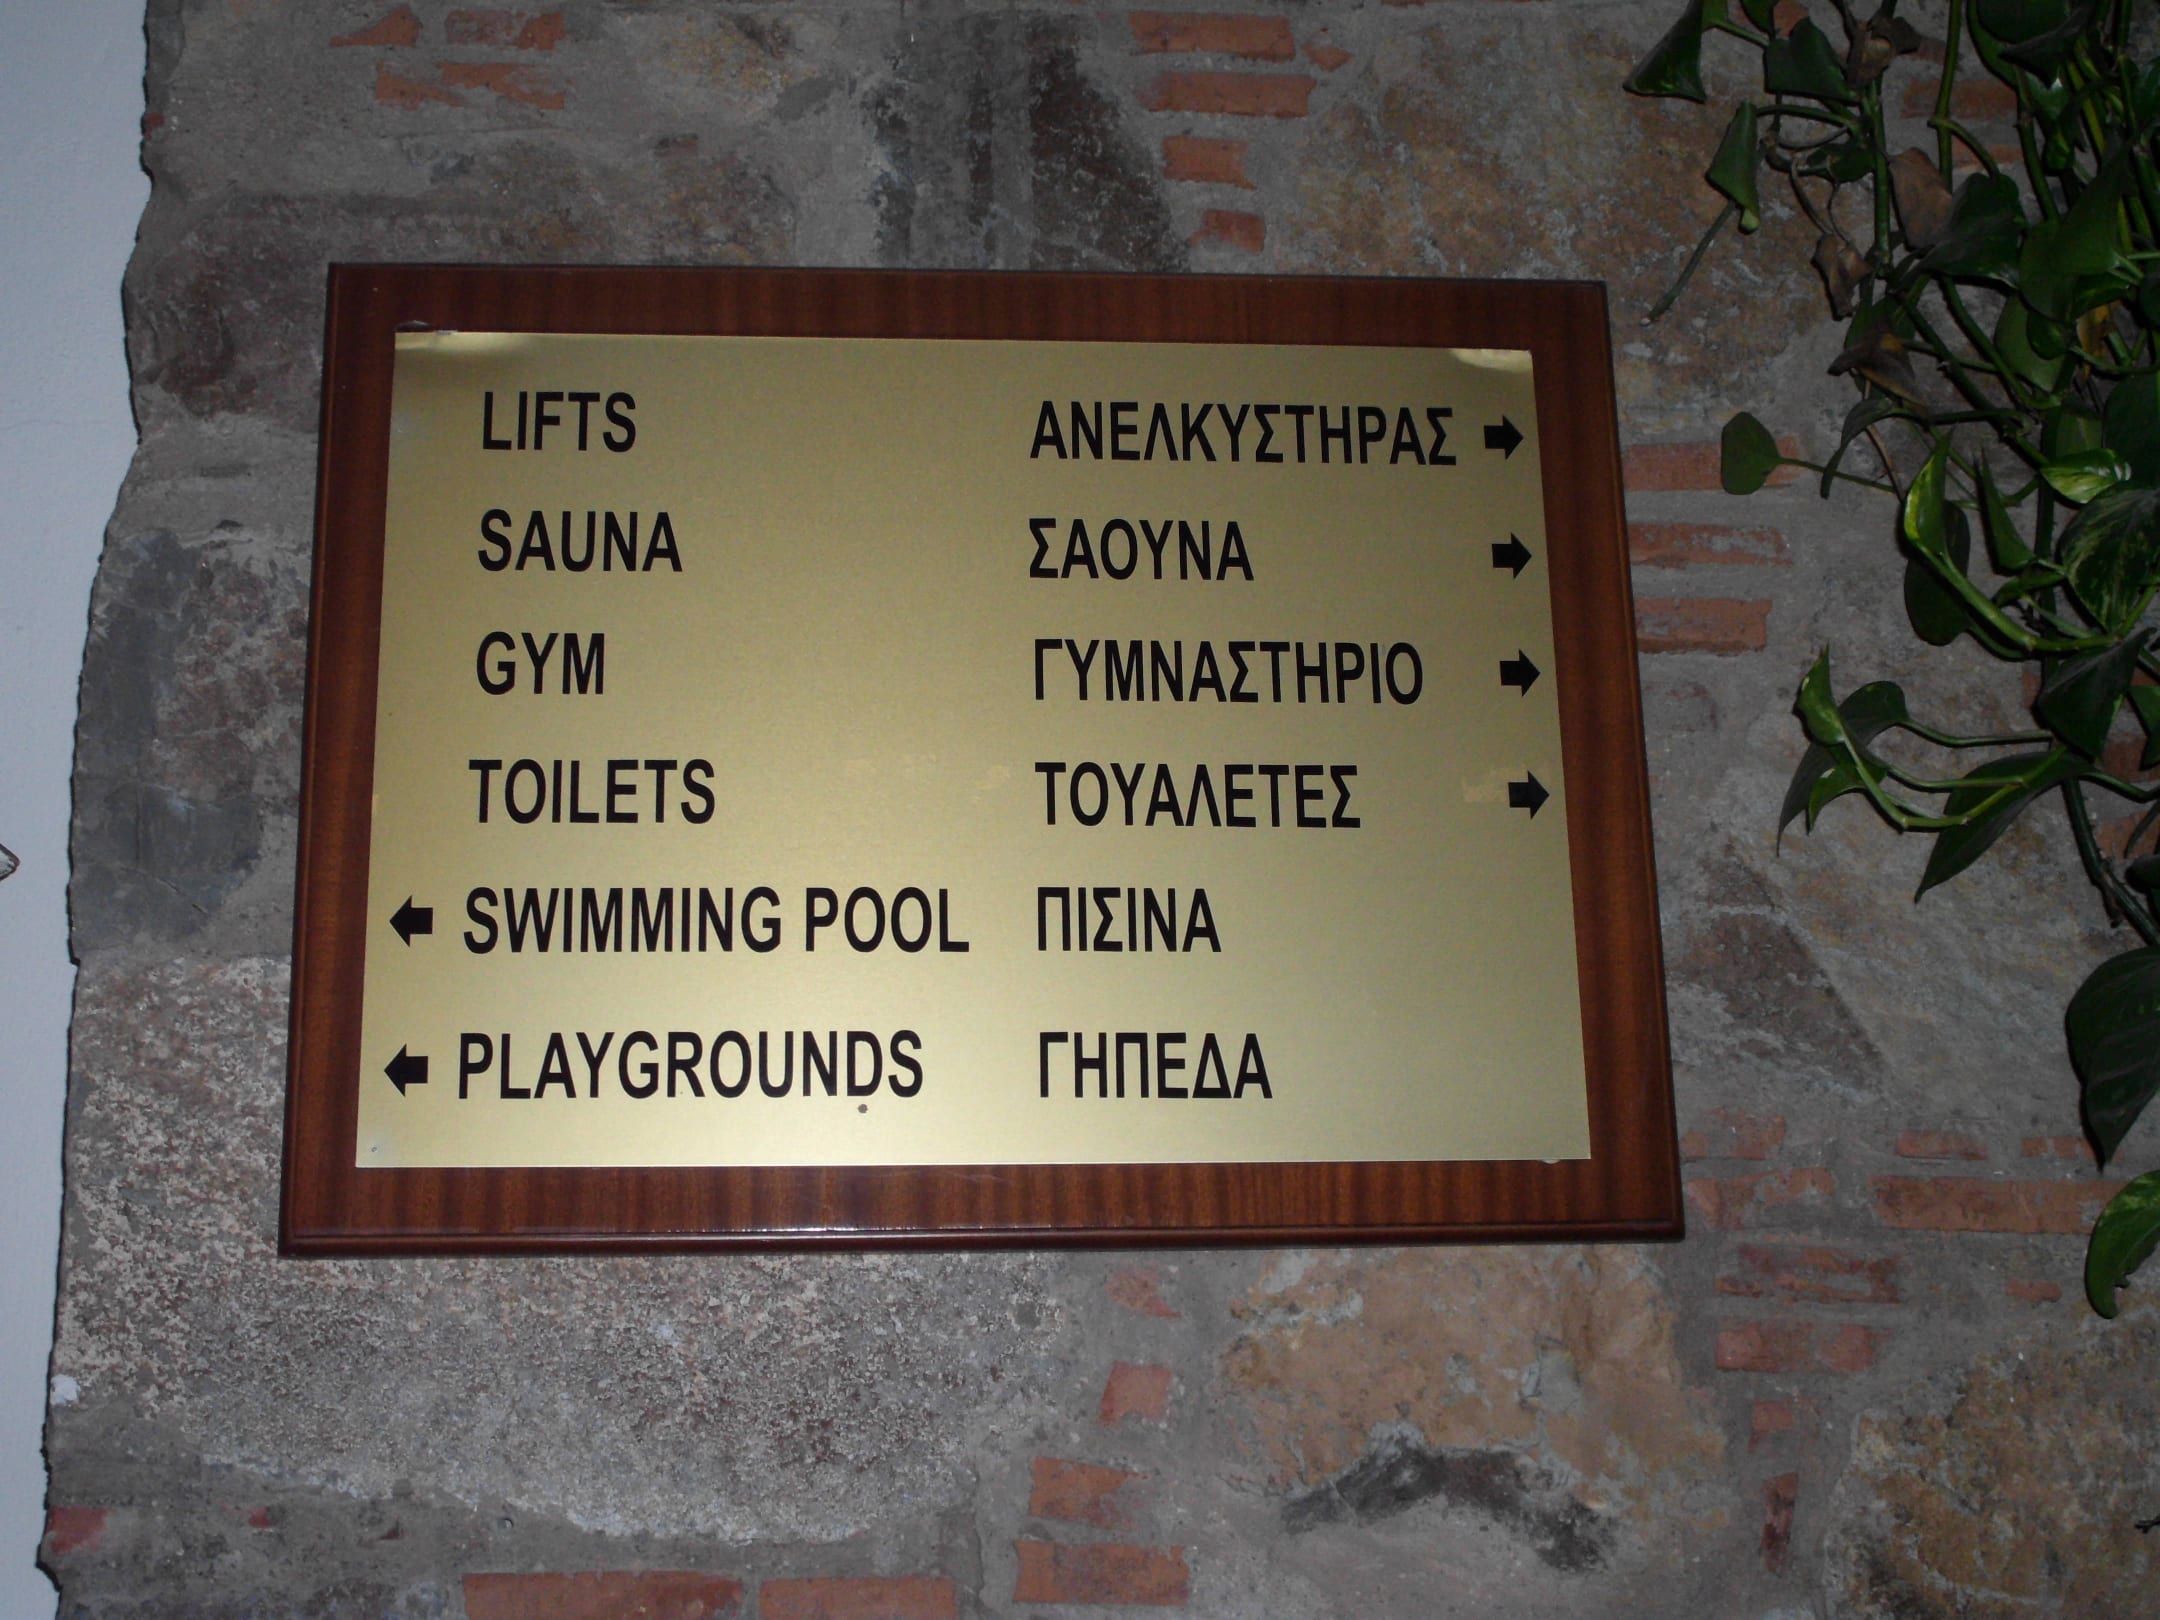 LIFTS ΑΝΕΛΚΥΣΤΗΡΑΣ
SAUNA ΣΑΟΥΝΑ
GYM ΓΥΜΝΑΣΤΗΡΙΟ
TOILETS ΤΟΥΑΛΕΤΕΣ
SWIMMING POOL ΠΙΣΙΝΑ
PLAYGROUNDS ΓΗΠΕΔΑ